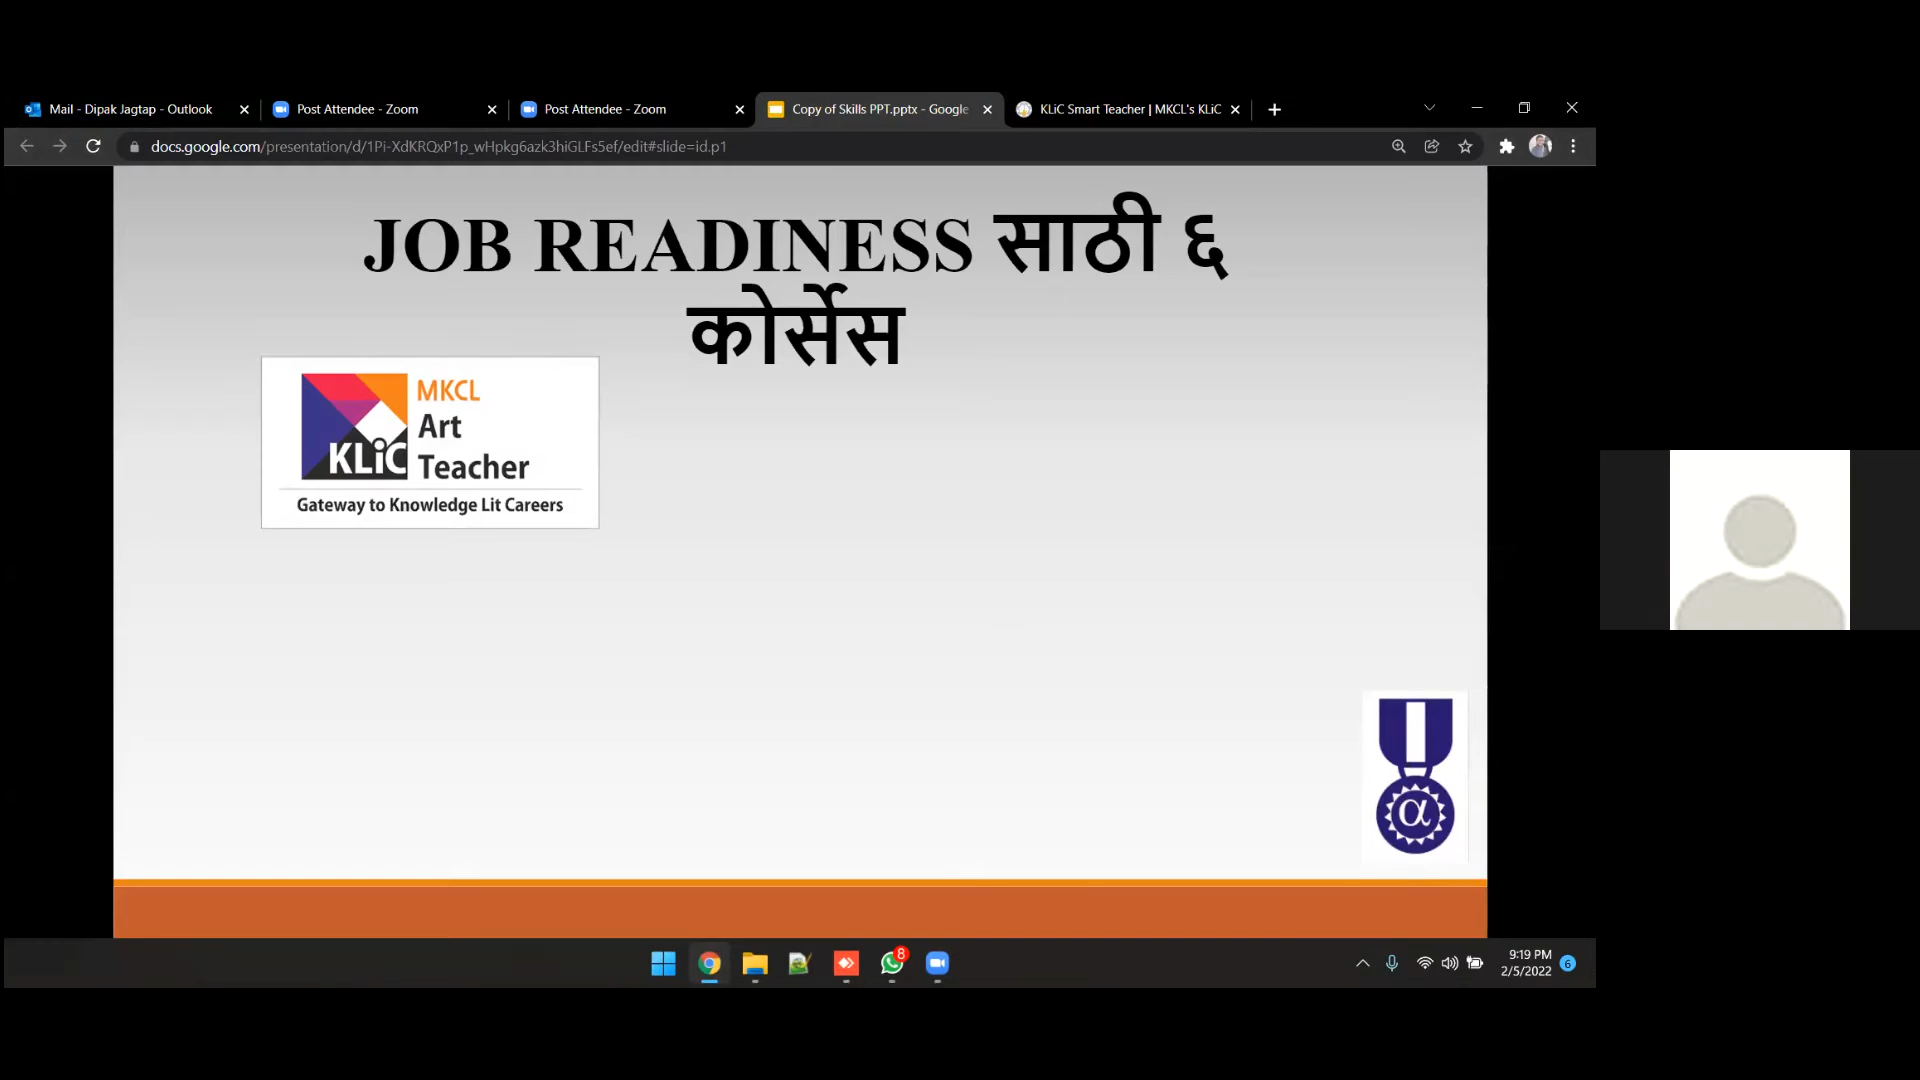 Mail - Dipak Jagtap - Outlook
Post Attendee - Zoom
Post Attendee - Zoom
Copy of Skills PPT.pptx - Google
KLiC Smart Teacher | MKCL's KLiC
docs.google.com/presentation/d/1Pi-XdKRQxP1p_wHpkg6azk3hiGLFs5ef/edit#slide=id.p1
JOB READINESS साठी ६
कोर्सेस
MKCL
Art
KLiC Teacher
Gateway to Knowledge Lit Careers
α
8
9:19 PM
2/5/2022
6